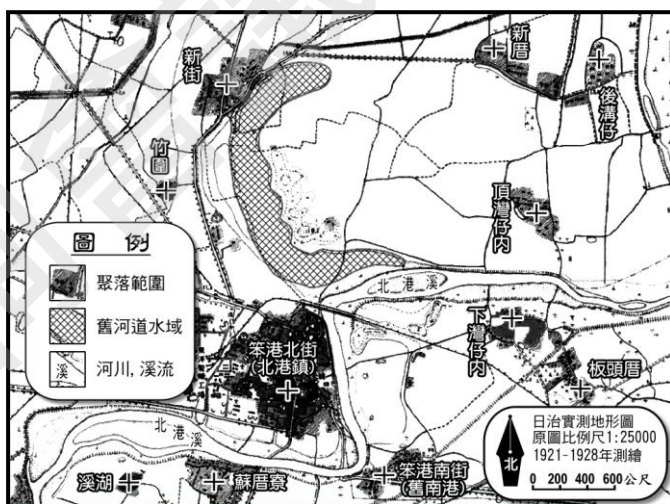 新街
新厝
後溝仔
竹圍
頂灣仔内
圖例
聚落範圍
舊河道水域
溪
河川,溪流
北港溪
笨港北街
(北港鎮)
下灣仔内
板頭厝
北港溪
溪湖
蘇厝寮
笨港南街
(舊南港)
北
日治實測地形圖
原圖比例尺1:25000
1921-1928年測繪
0 200 400 600公尺